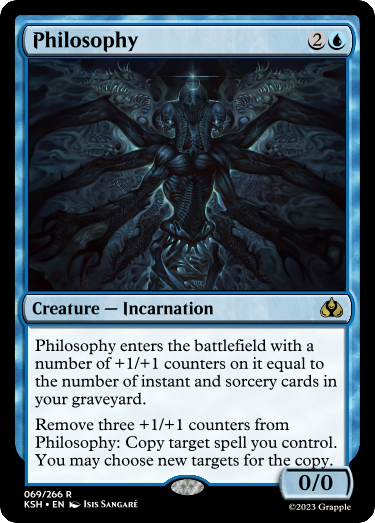 Philosophy 2
Creature — Incarnation
Philosophy enters the battlefield with a
number of +1/+1 counters on it equal to
the number of instant and sorcery cards in
your graveyard.
Remove three +1/+1 counters from
Philosophy: Copy target spell you control.
You may choose new targets for the copy.
0/0
069/266 R
KSH • EN Isis Sangaré
©2023 Grapple